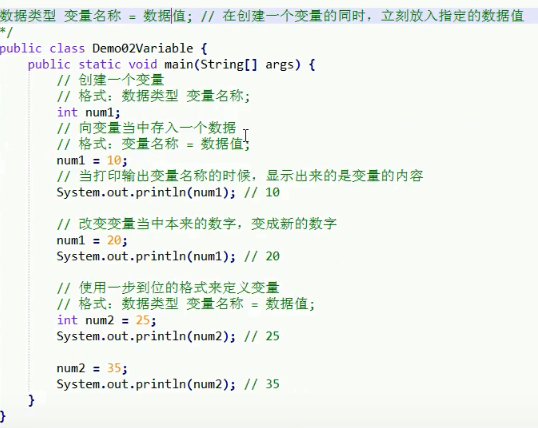 数据类型 变量名称 = 数据值; // 在创建一个变量的同时，立刻放入指定的数据值
*/
public class Demo02Variable {
    public static void main(String[] args) {
        // 创建一个变量
        // 格式：数据类型 变量名称;
        int num1;
        // 向变量当中存入一个数据
        // 格式：变量名称 = 数据值;
        num1 = 10;
        // 当打印输出变量名称的时候，显示出来的是变量的内容
        System.out.println(num1); // 10

        // 改变变量当中本来的数字，变成新的数字
        num1 = 20;
        System.out.println(num1); // 20

        // 使用一步到位的格式来定义变量
        // 格式：数据类型 变量名称 = 数据值;
        int num2 = 25;
        System.out.println(num2); // 25

        num2 = 35;
        System.out.println(num2); // 35
    }
}